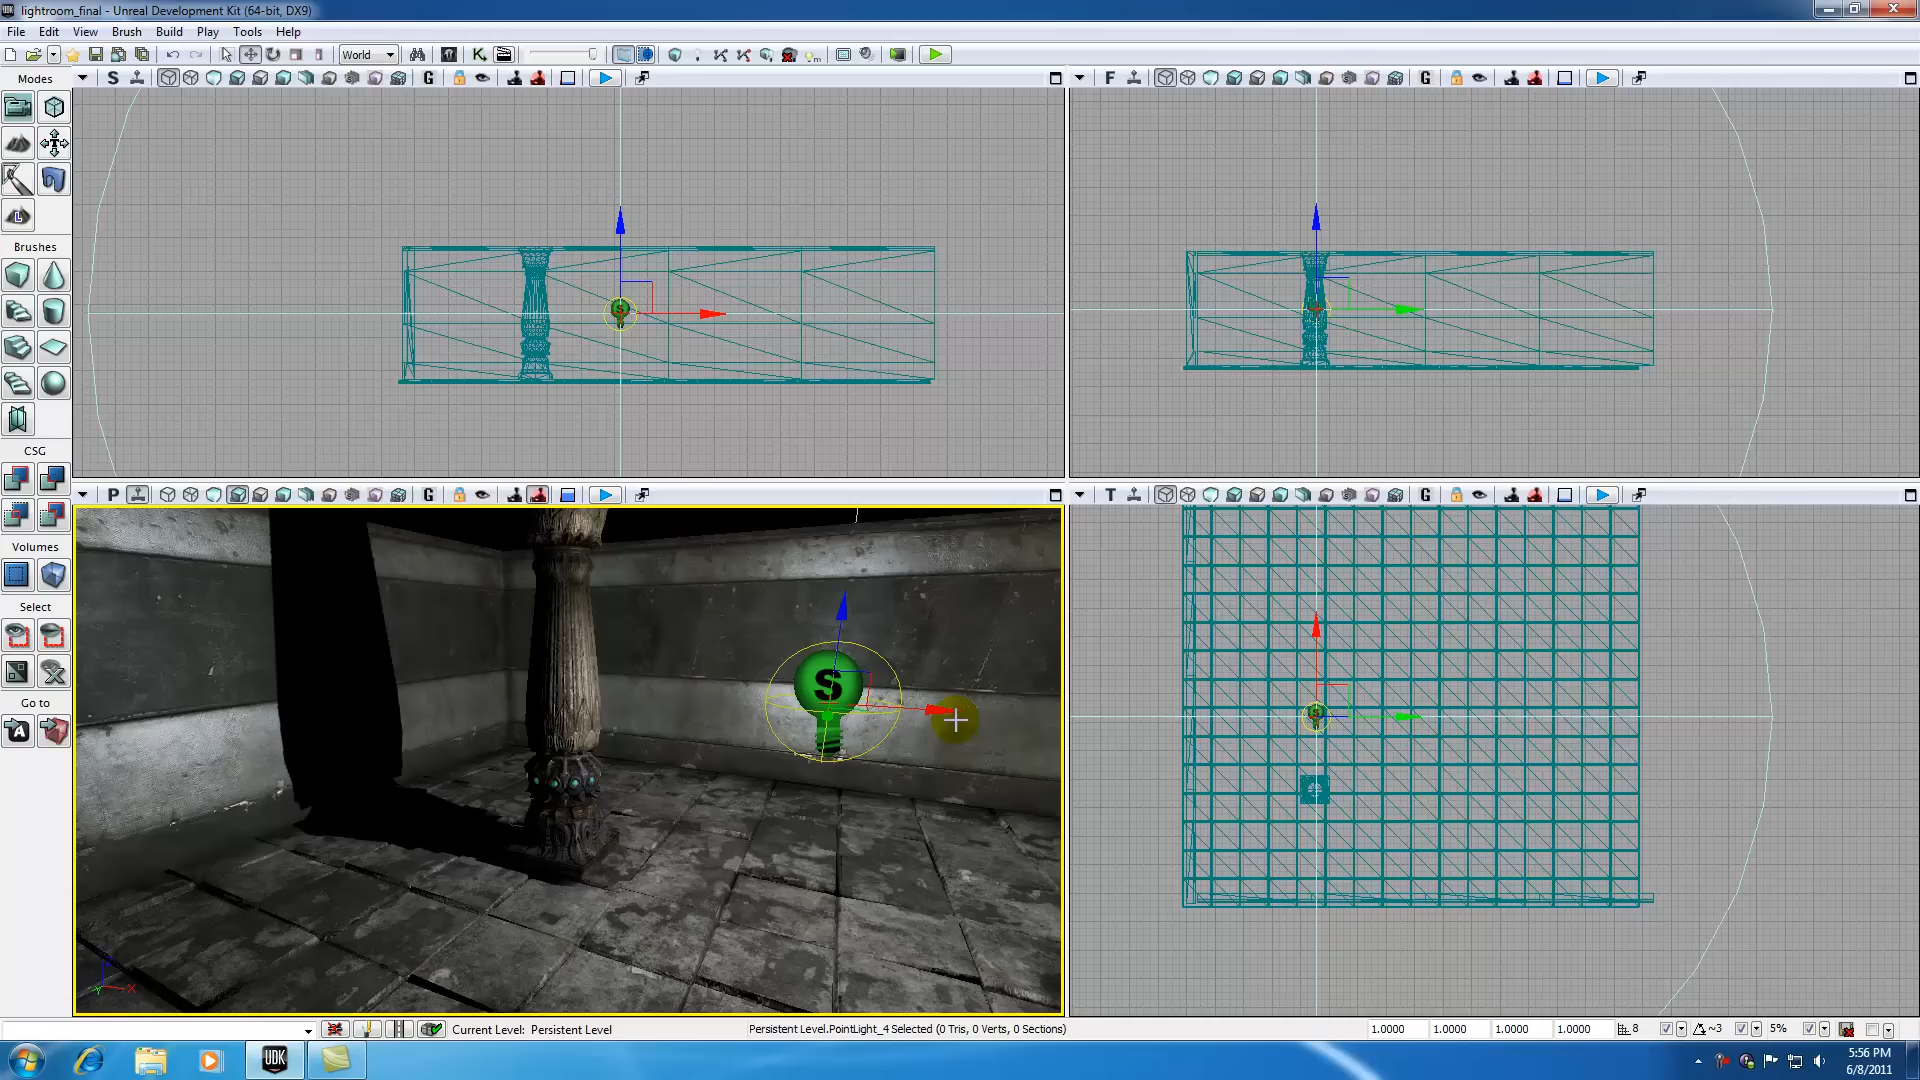 lightroom_final - Unreal Development Kit (64-bit, DX9)
File Edit View Brush Build Play Tools Help
World
Modes
S G
F G
L
Brushes
CSG
P G
T G
Volumes
Select
Go to
A
S
X
Current Level: Persistent Level
Persistent Level.PointLight_4 Selected (0 Tris, 0 Verts, 0 Sections)
1.0000 1.0000 1.0000 1.0000 8 ~3 5%
UDK
5:56 PM
6/8/2011